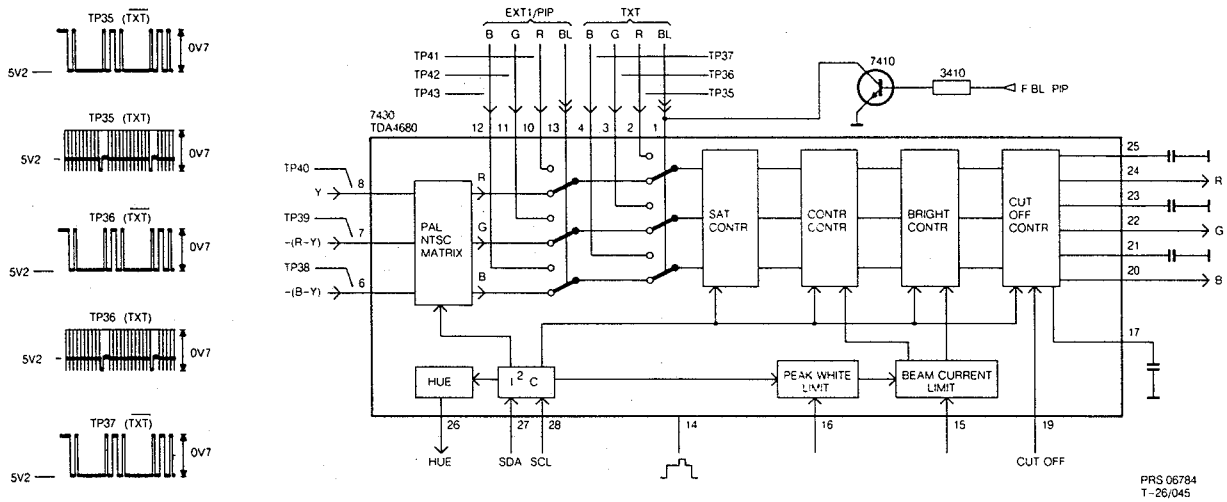 TP35 (TXT)
0V7
5V2
TP35 (TXT)
5V2
0V7
TP36 (TXT)
5V2
0V7
TP36 (TXT)
5V2
0V7
TP37 (TXT)
5V2
0V7
EXT1/PIP
TXT
B G R BL
B G R BL
TP41
TP42
TP43
TP37
TP36
TP35
7410
3410
F BL PIP
7430
TDA4680
12 11 10 13 4 3 2 1
TP40
Y
8
TP39
-(R-Y)
7
TP38
-(B-Y)
6
PAL
NTSC
MATRIX
R
G
B
SAT
CONTR
CONTR
CONTR
BRIGHT
CONTR
CUT
OFF
CONTR
25
24
R
23
22
G
21
20
B
17
HUE
I2C
PEAK WHITE
LIMIT
BEAM CURRENT
LIMIT
26 27 28 14 16 15 19
HUE SDA SCL CUT OFF
PRS 06784
T-26/045